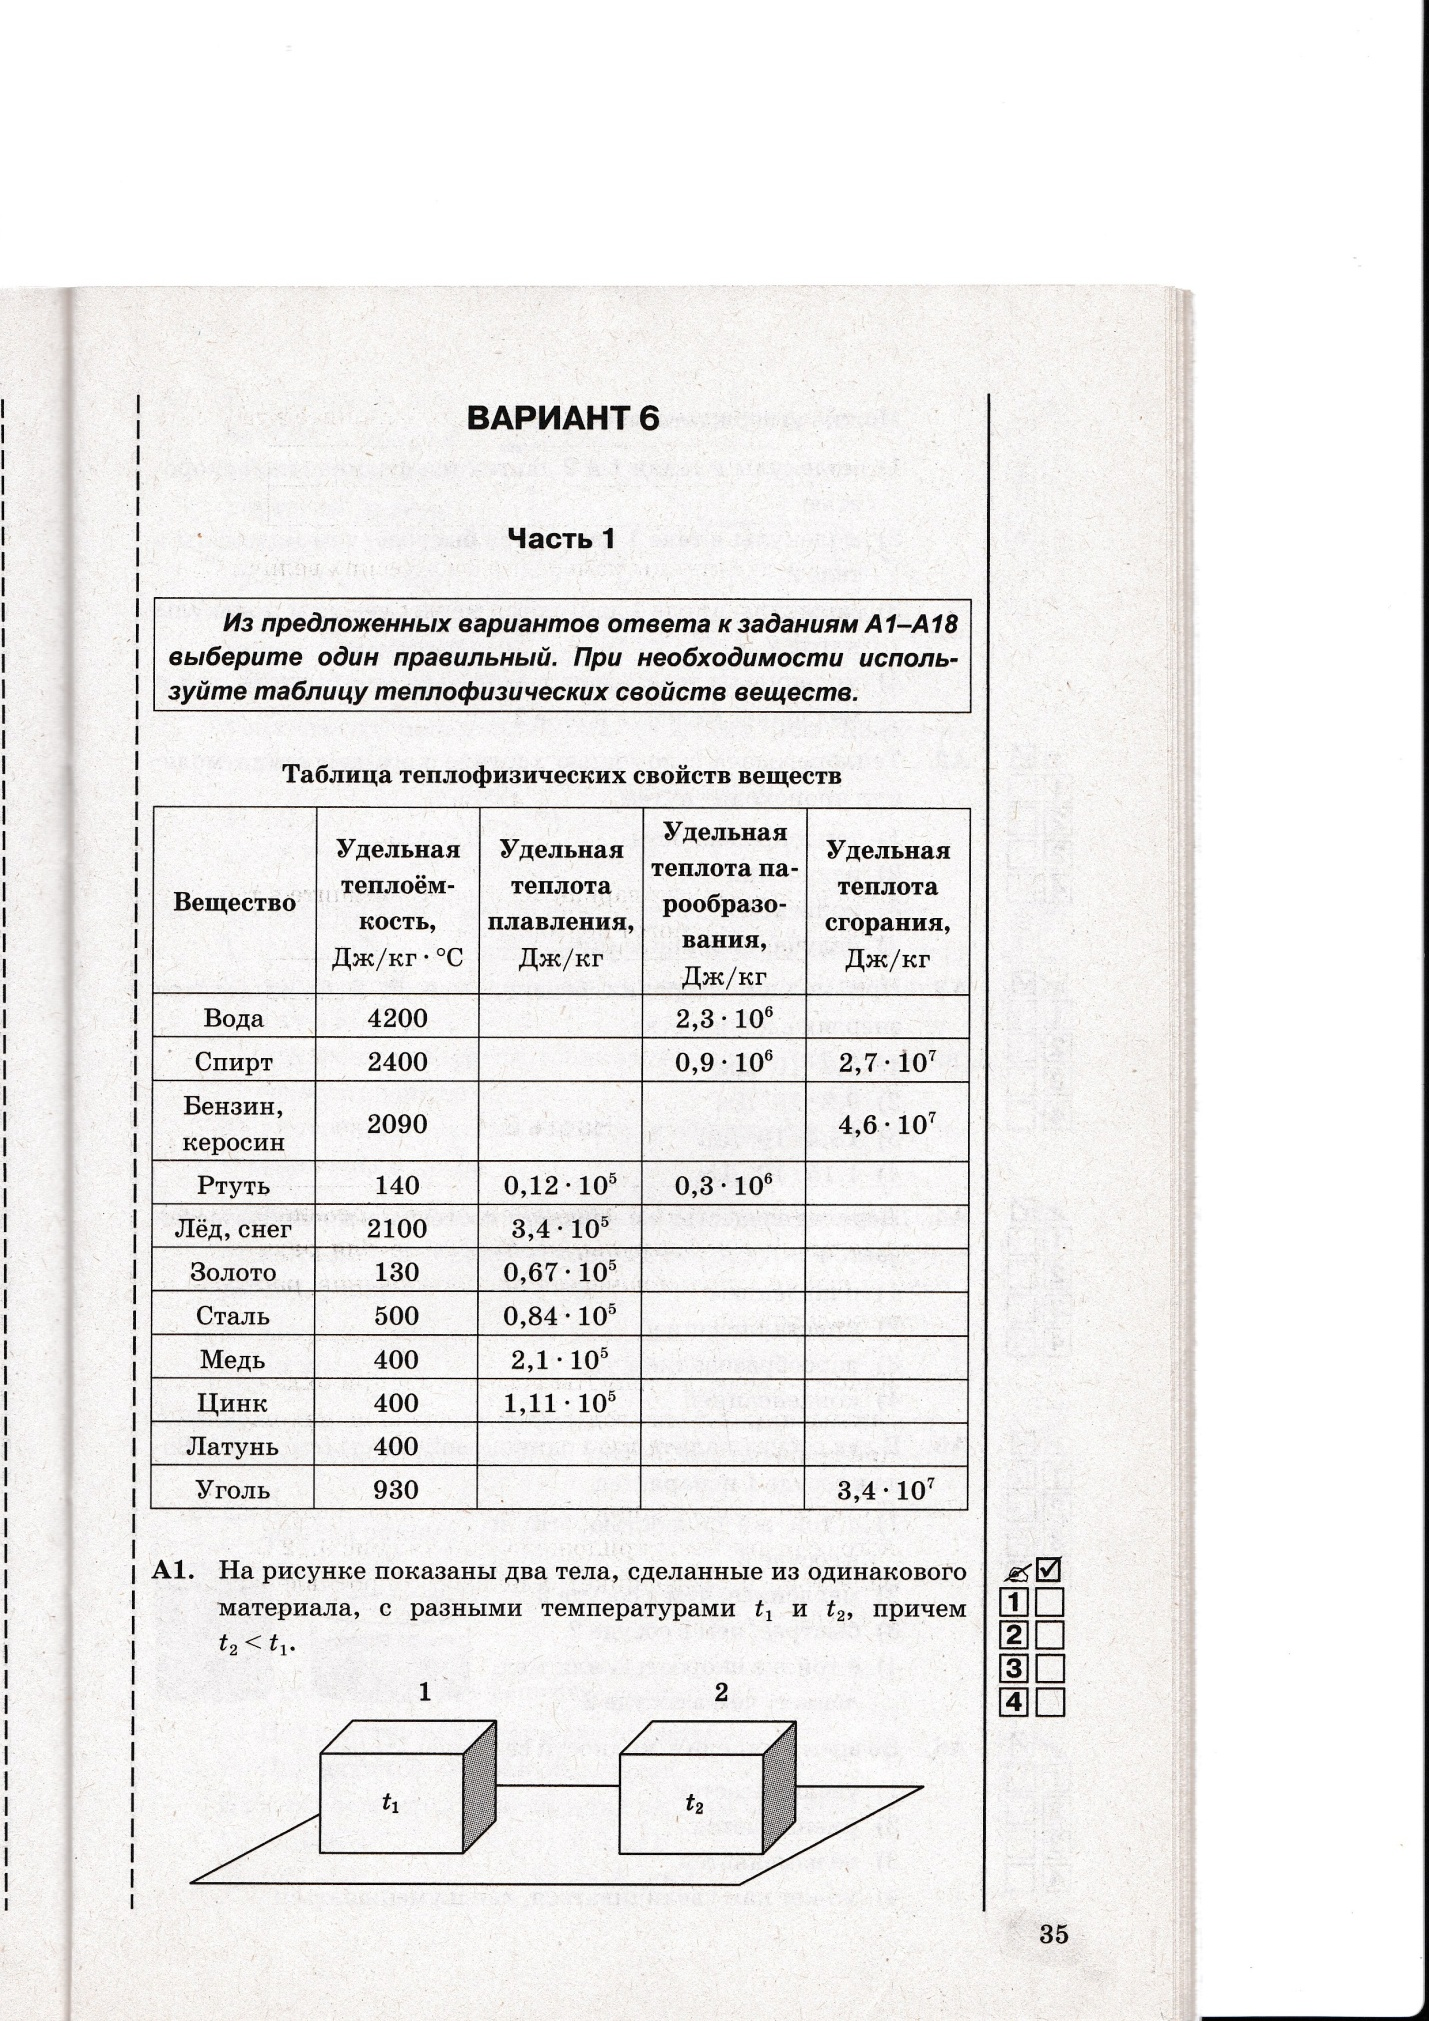 ВАРИАНТ 6
Часть 1
Из предложенных вариантов ответа к заданиям А1–А18
выберите один правильный. При необходимости исполь-
зуйте таблицу теплофизических свойств веществ.
Таблица теплофизических свойств веществ
Вещество | Удельная теплоём-кость, Дж/кг · °С | Удельная теплота плавления, Дж/кг | Удельная теплота па-рообразо-вания, Дж/кг | Удельная теплота сгорания, Дж/кг
Вода 4200 2,3 · 10⁶
Спирт 2400 0,9 · 10⁶ 2,7 · 10⁷
Бензин, керосин 2090 4,6 · 10⁷
Ртуть 140 0,12 · 10⁵ 0,3 · 10⁶
Лёд, снег 2100 3,4 · 10⁵
Золото 130 0,67 · 10⁵
Сталь 500 0,84 · 10⁵
Медь 400 2,1 · 10⁵
Цинк 400 1,11 · 10⁵
Латунь 400
Уголь 930 3,4 · 10⁷
А1. На рисунке показаны два тела, сделанные из одинакового
материала, с разными температурами t₁ и t₂, причем
t₂ < t₁.
1
2
3
4
1 2
t₁ t₂
35